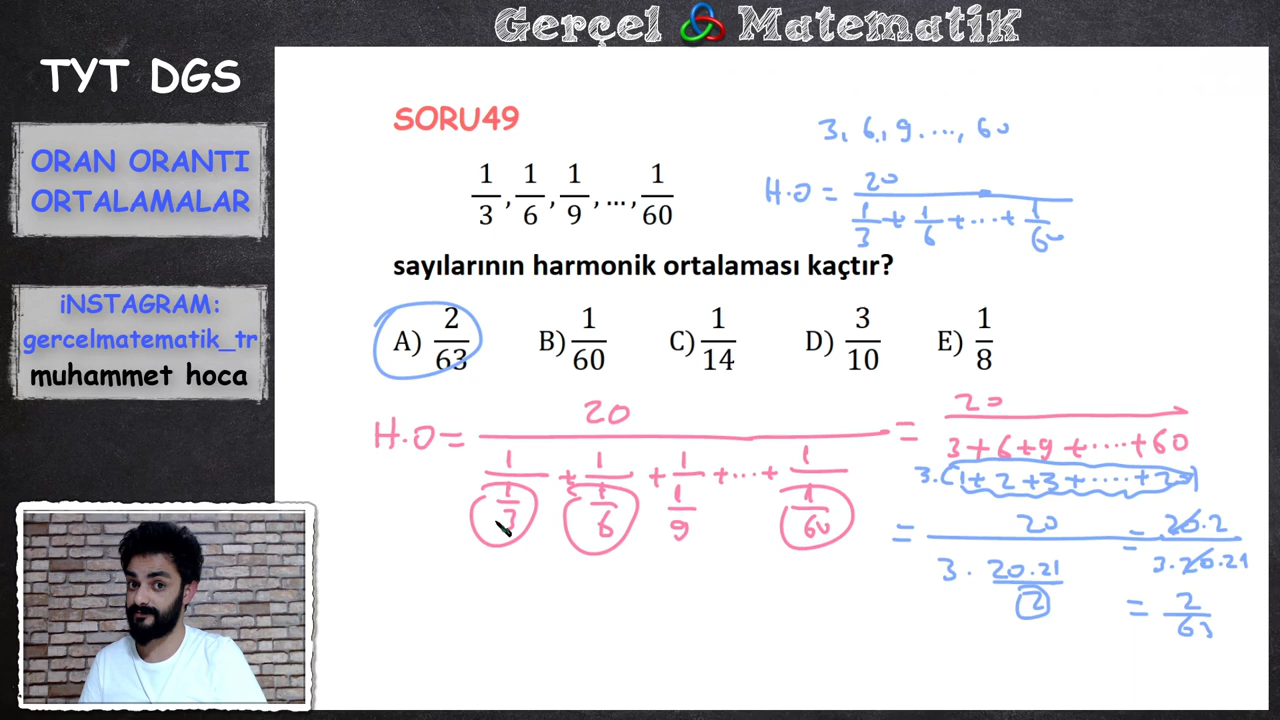 Gerçel Matematik
TYT DGS
ORAN ORANTI
ORTALAMALAR
iNSTAGRAM:
gercelmatematik_tr
muhammet hoca
SORU49
1/3, 1/6, 1/9, ..., 1/60
sayılarının harmonik ortalaması kaçtır?
A) 2/63 B) 1/60 C) 1/14 D) 3/10 E) 1/8
3, 6, 9 ...., 60
H.O = 20 / (1/3 + 1/6 + ... + 1/60)
H.O = 20 / (1/(1/3) + 1/(1/6) + 1/(1/9) + ... + 1/(1/60)) = 20 / (3+6+9+.....+60)
3.(1+2+3+.....+20)
= 20 / (3. 20.21/2) = 20.2 / 3.20.21
= 2/63